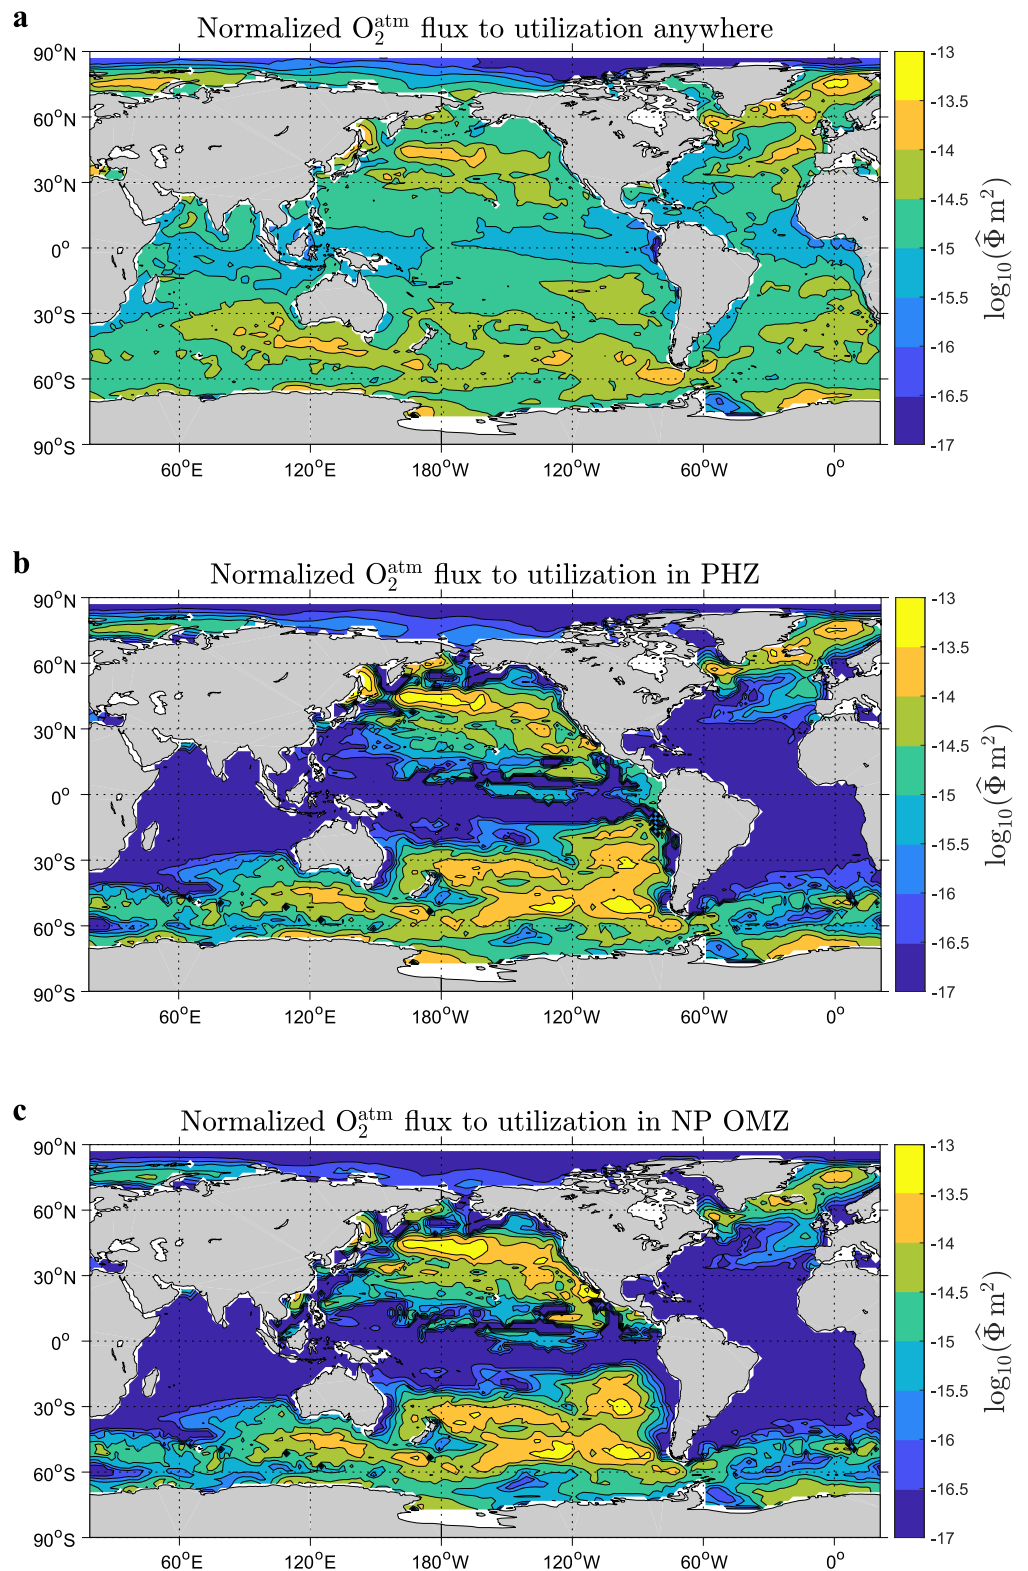 a
Normalized O₂ᵃᵗᵐ flux to utilization anywhere
90°N
60°N
30°N
0°
30°S
60°S
90°S
60°E 120°E 180°W 120°W 60°W 0°
-13
-13.5
-14
-14.5
-15
-15.5
-16
-16.5
-17
log₁₀(Φ̂ m²)
b
Normalized O₂ᵃᵗᵐ flux to utilization in PHZ
90°N
60°N
30°N
0°
30°S
60°S
90°S
60°E 120°E 180°W 120°W 60°W 0°
-13
-13.5
-14
-14.5
-15
-15.5
-16
-16.5
-17
log₁₀(Φ̂ m²)
c
Normalized O₂ᵃᵗᵐ flux to utilization in NP OMZ
90°N
60°N
30°N
0°
30°S
60°S
90°S
60°E 120°E 180°W 120°W 60°W 0°
-13
-13.5
-14
-14.5
-15
-15.5
-16
-16.5
-17
log₁₀(Φ̂ m²)